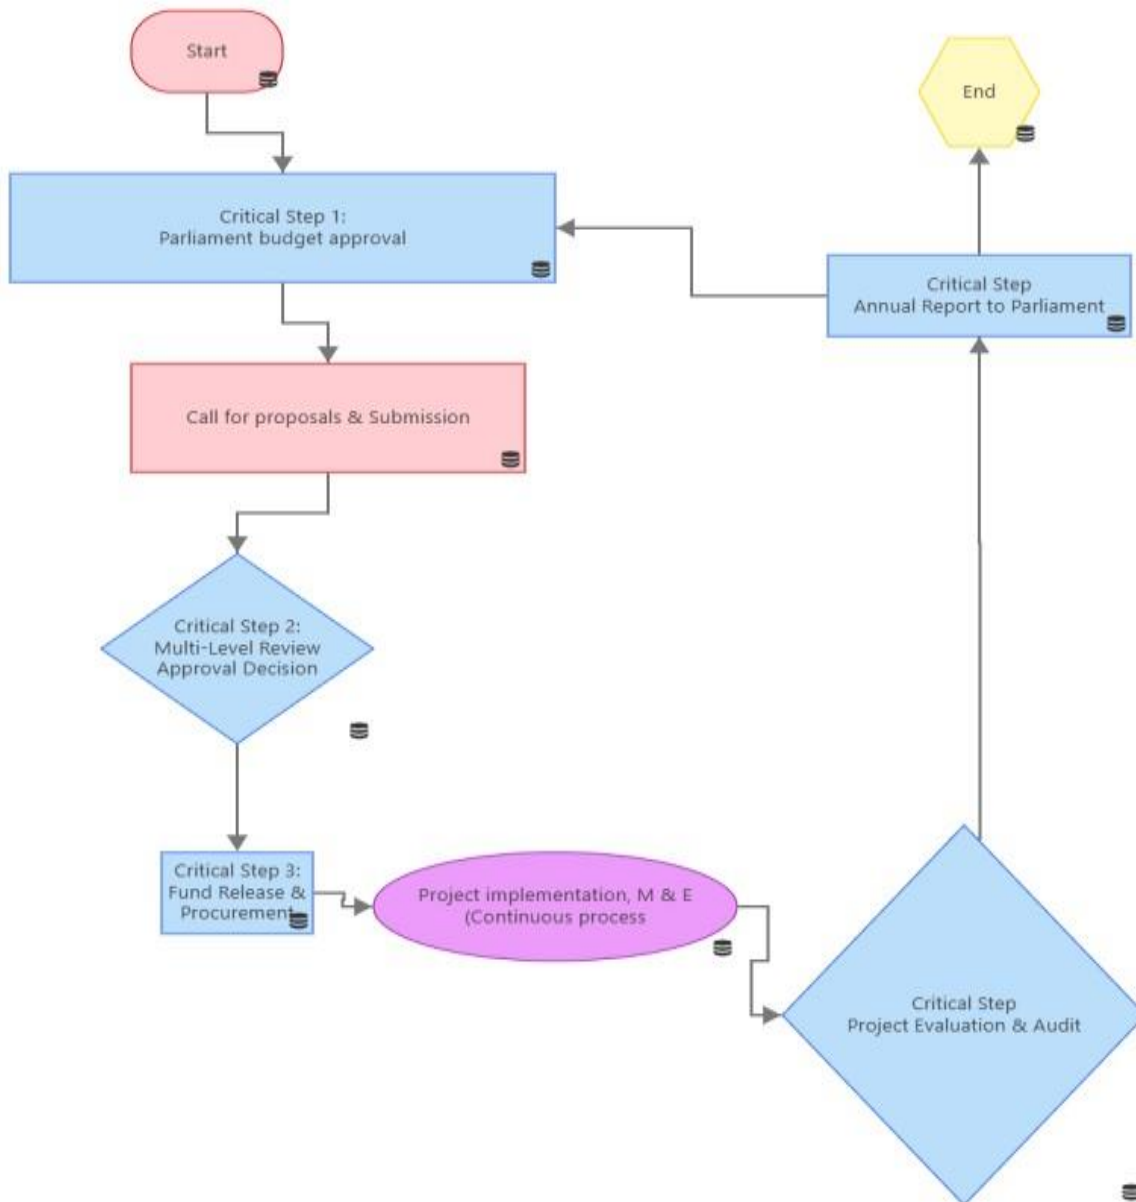 Start
End
Critical Step 1:
Parliament budget approval
Critical Step
Annual Report to Parliament
Call for proposals & Submission
Critical Step 2:
Multi-Level Review
Approval Decision
Critical Step 3:
Fund Release &
Procurement
Project implementation, M & E
(Continuous process
Critical Step
Project Evaluation & Audit